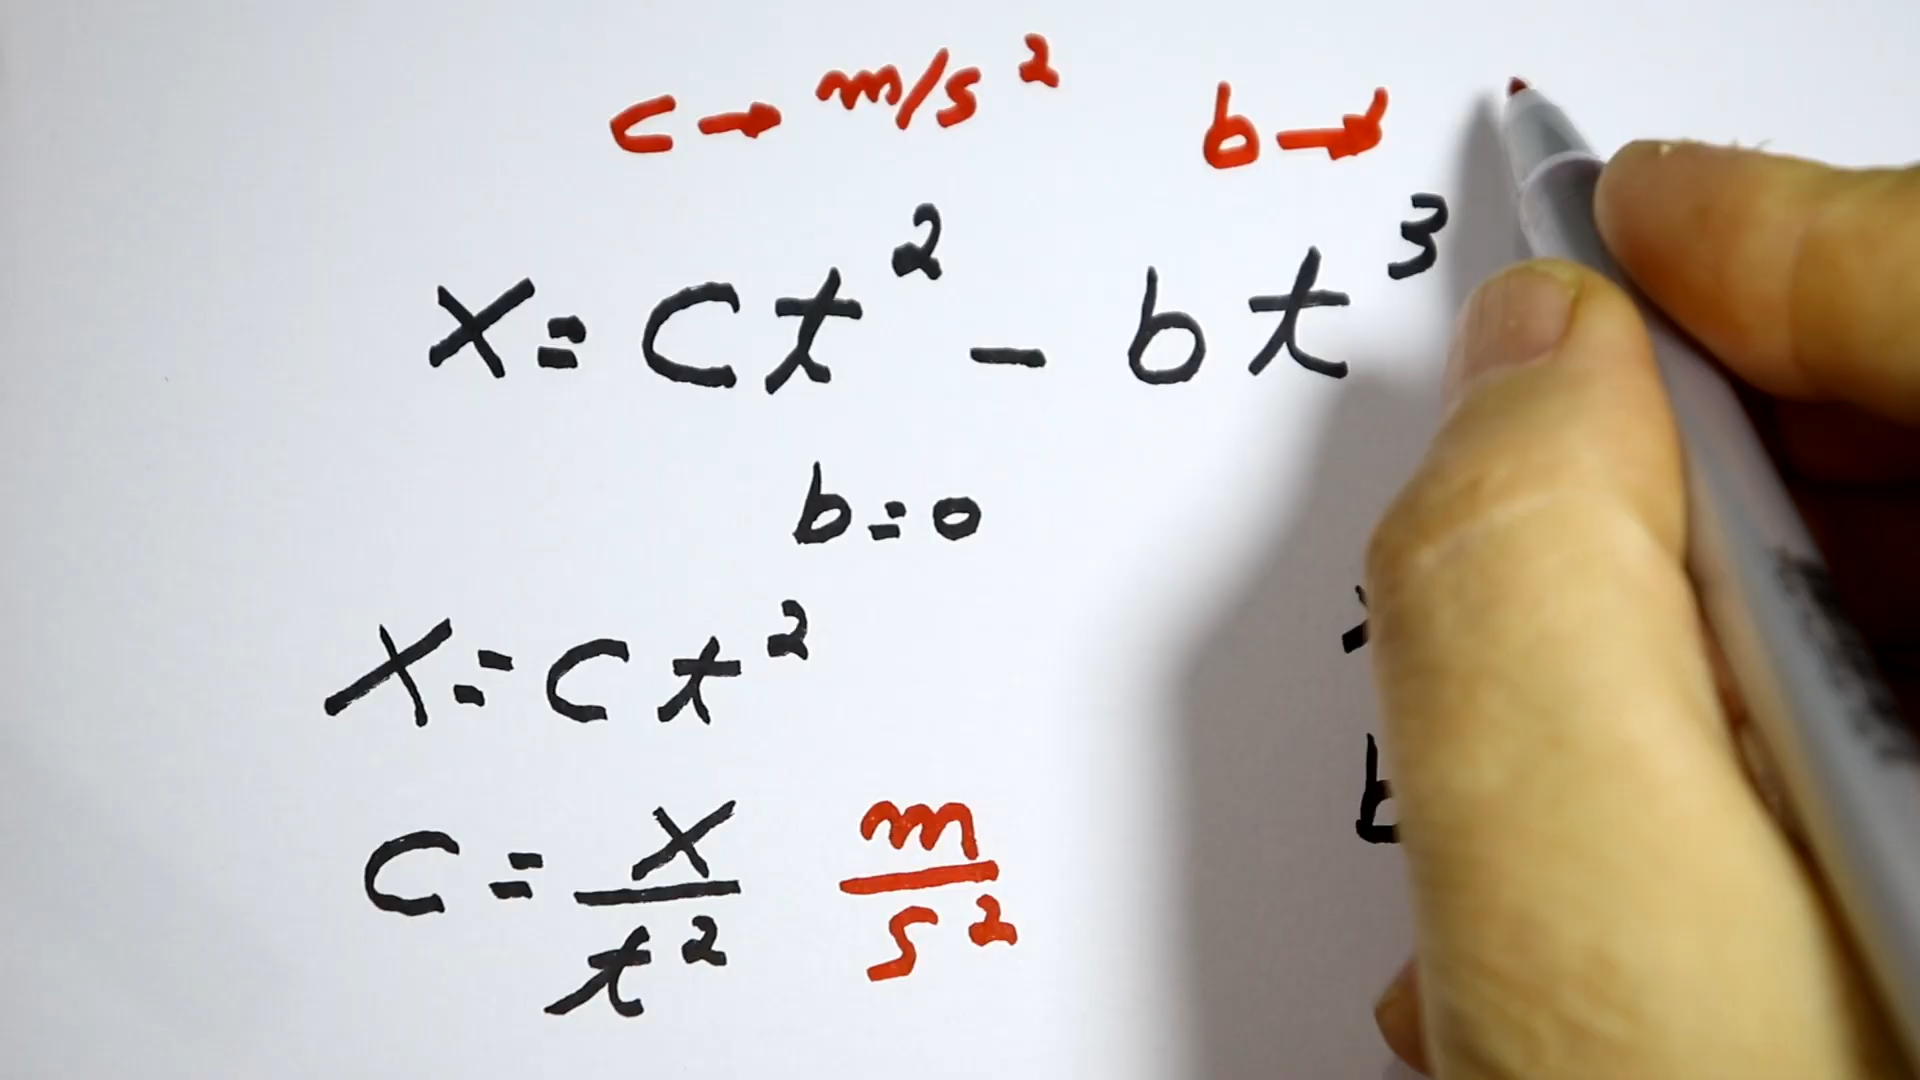 c → m/s² b →
x = ct² - bt³
b = 0
x = ct²
c = x/t² m/s²
b